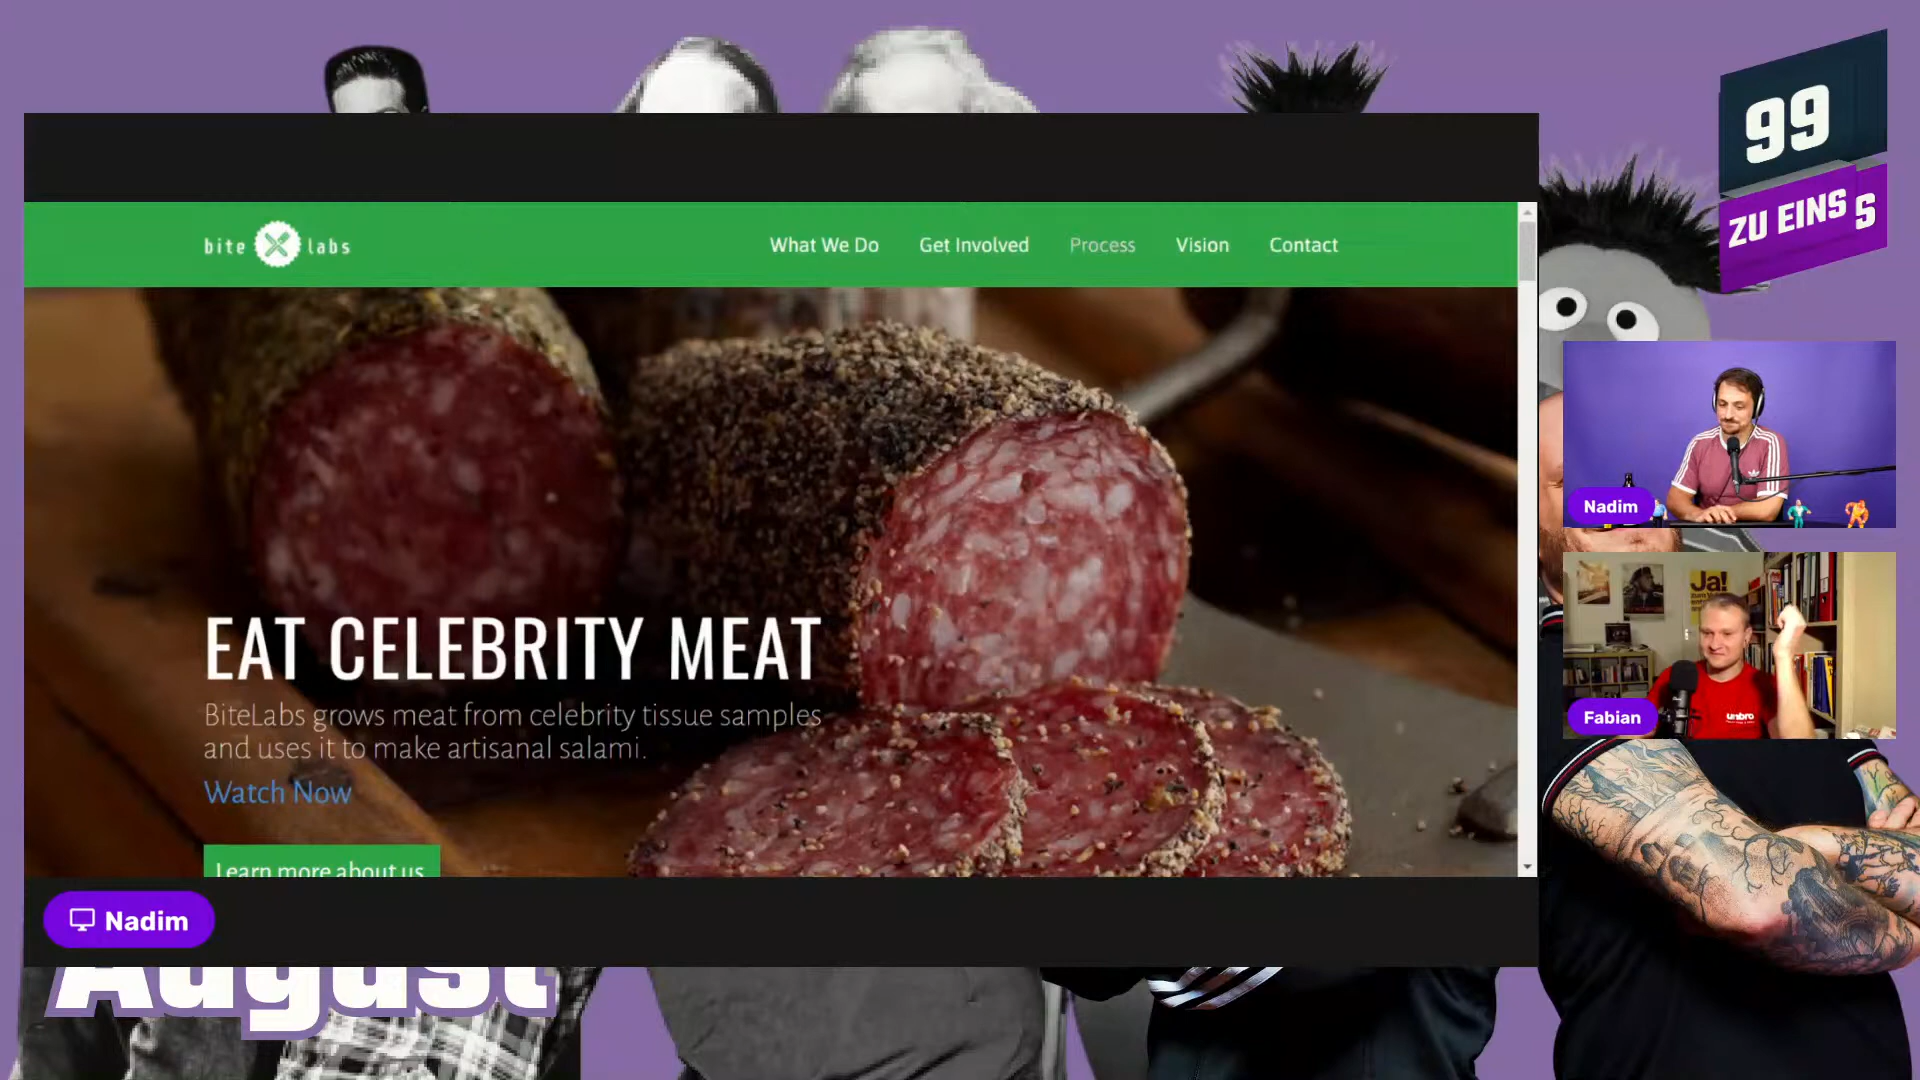 99
ZU EINS S
bite labs
What We Do
Get Involved
Process
Vision
Contact
EAT CELEBRITY MEAT
BiteLabs grows meat from celebrity tissue samples
and uses it to make artisanal salami.
Watch Now
Learn more about us
Nadim
August
Nadim
Ja!
unbro
Fabian